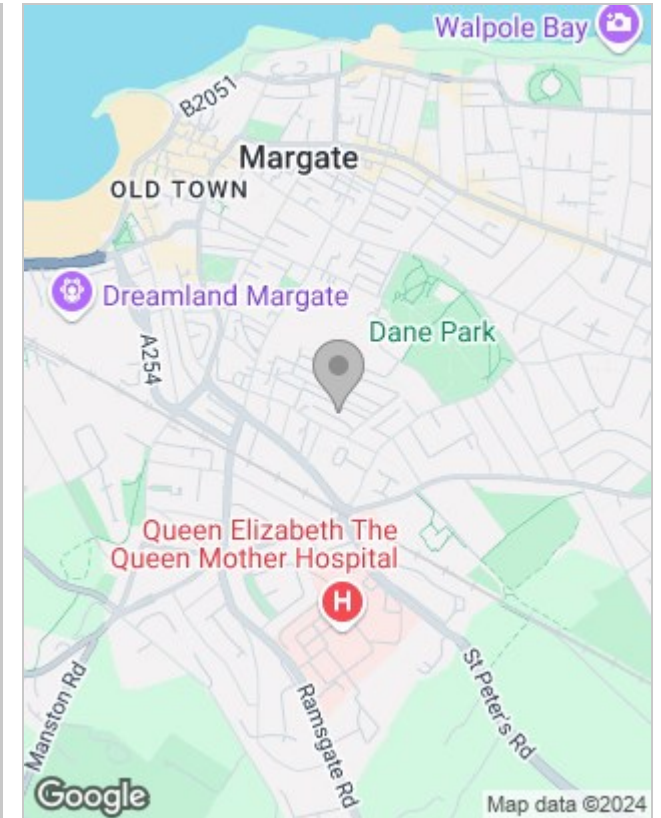 Walpole Bay
B2051
Margate
OLD TOWN
Dreamland Margate
Dane Park
A254
Queen Elizabeth The
Queen Mother Hospital
H
St Peter's Rd
Manston Rd
Ramsgate Rd
Google
Map data ©2024